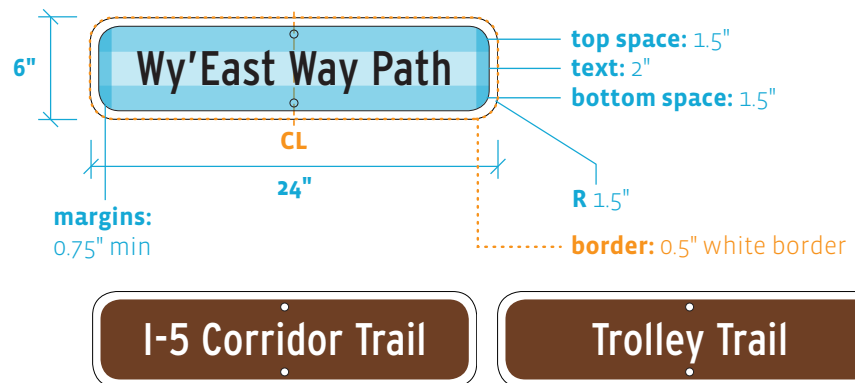 6"
Wy’East Way Path
top space: 1.5"
text: 2"
bottom space: 1.5"
CL
24"
R 1.5"
margins:
0.75" min
border: 0.5" white border
I-5 Corridor Trail
Trolley Trail